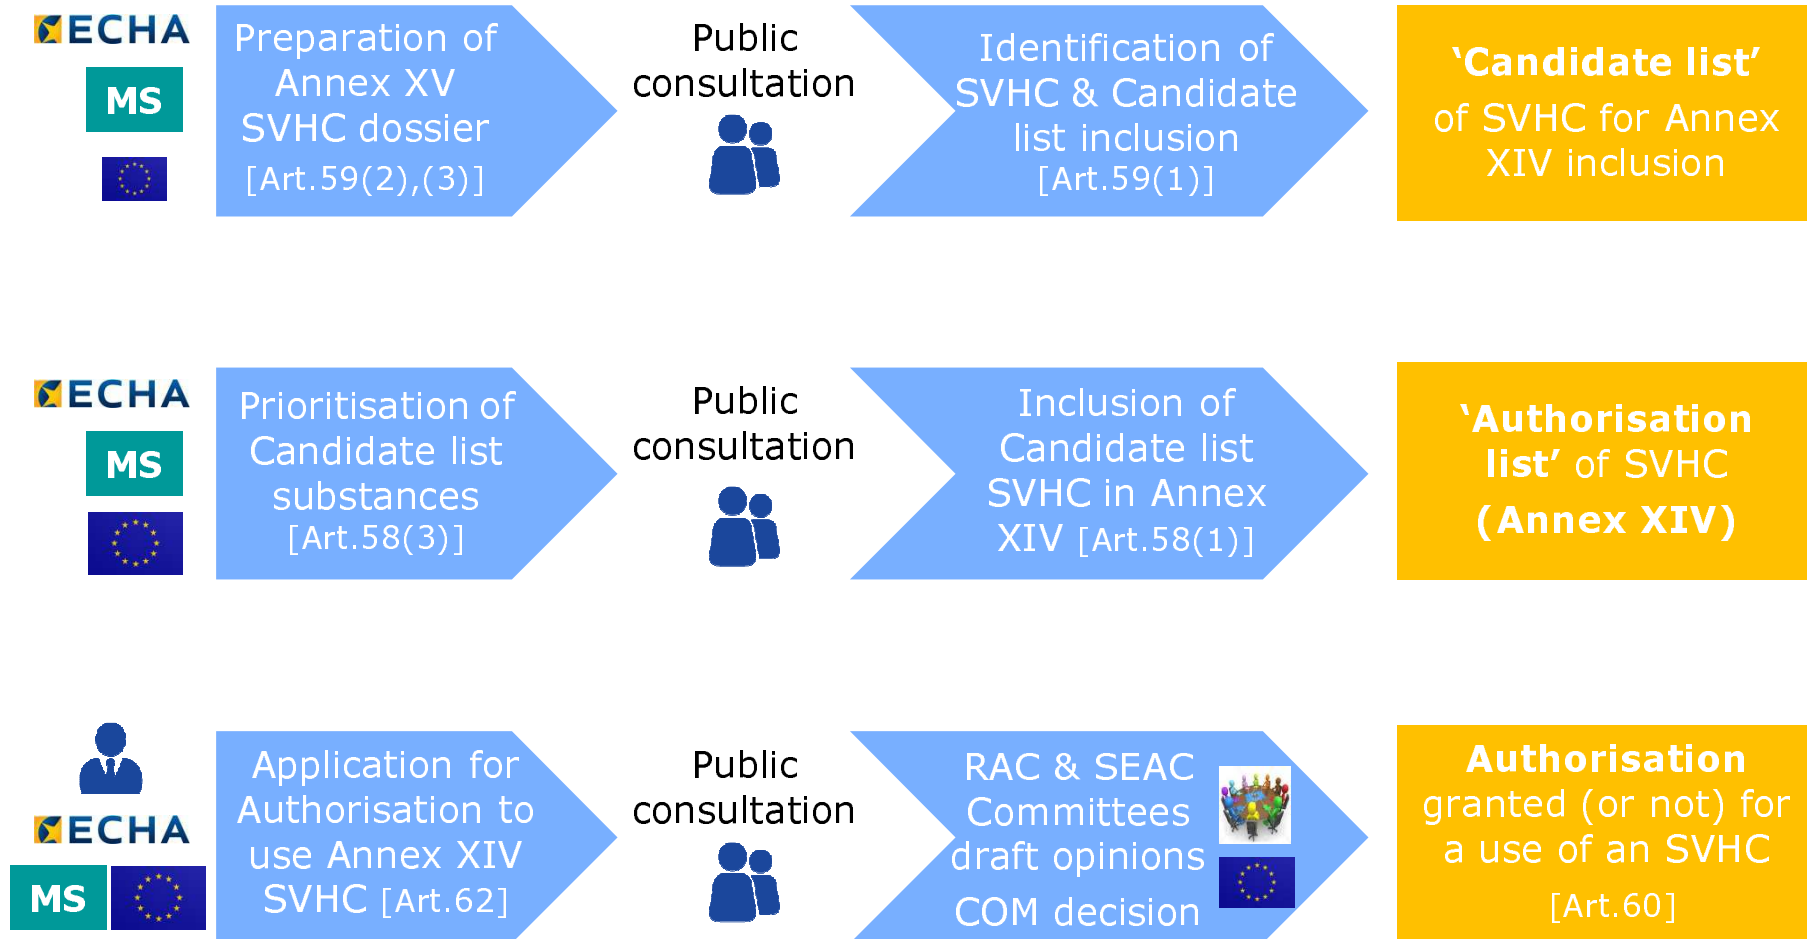 ECHA
MS
Preparation of
Annex XV
SVHC dossier
[Art.59(2),(3)]
Public
consultation
Identification of
SVHC & Candidate
list inclusion
[Art.59(1)]
‘Candidate list’
of SVHC for Annex
XIV inclusion
ECHA
MS
Prioritisation of
Candidate list
substances
[Art.58(3)]
Public
consultation
Inclusion of
Candidate list
SVHC in Annex
XIV [Art.58(1)]
‘Authorisation
list’ of SVHC
(Annex XIV)
ECHA
MS
Application for
Authorisation to
use Annex XIV
SVHC [Art.62]
Public
consultation
RAC & SEAC
Committees
draft opinions
COM decision
Authorisation
granted (or not) for
a use of an SVHC
[Art.60]